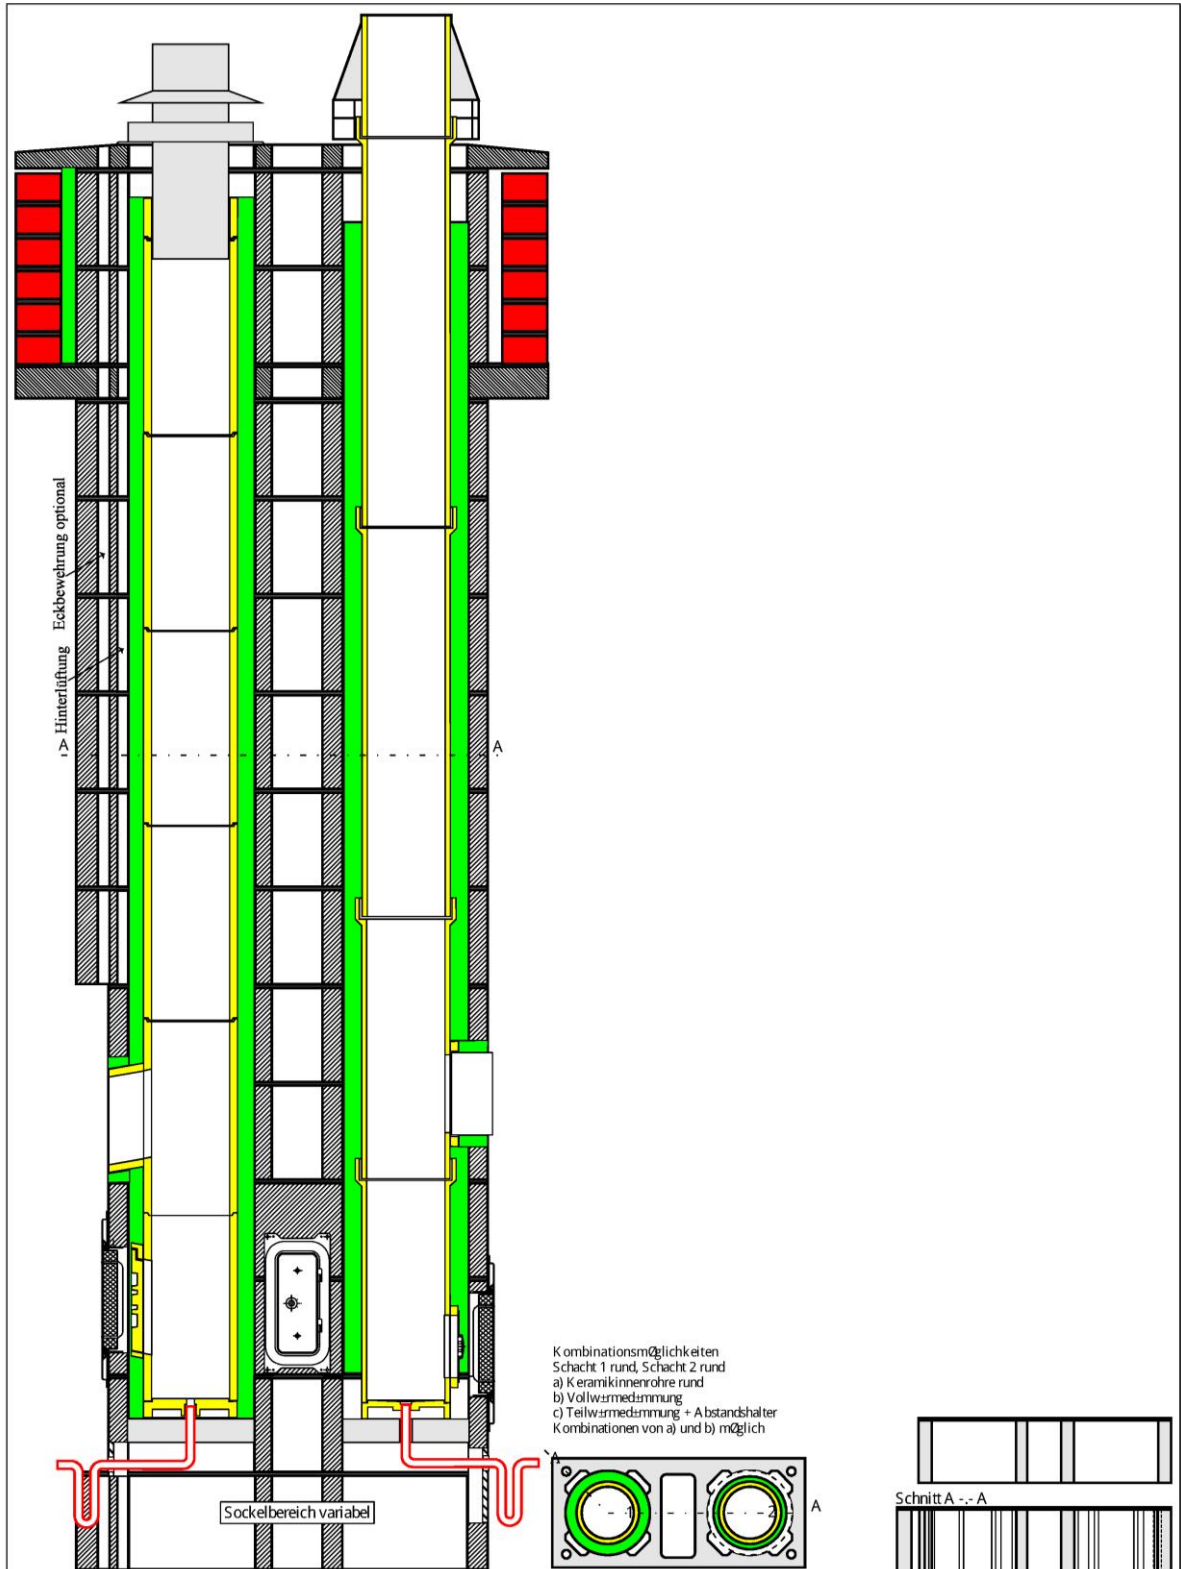 Eckbewehrung optional
-> Hinterlüftung
A
A
KombinationsmØglichkeiten
Schacht 1 rund, Schacht 2 rund
a) Keramikinnenrohre rund
b) Vollw±rmed±mmung
c) Teilw±rmed±mmung + Abstandshalter
Kombinationen von a) und b) mØglich
A
1
2
A
Sockelbereich variabel
Schnitt A -.- A